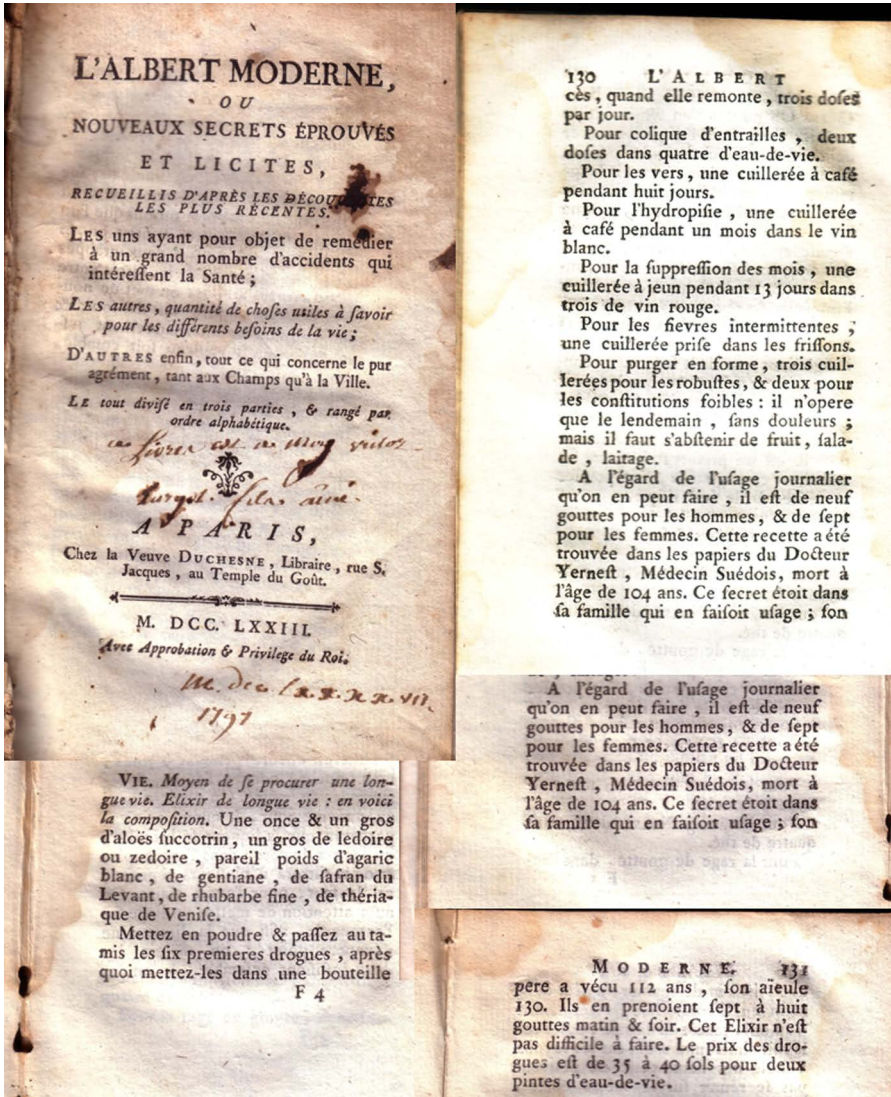 L'ALBERT MODERNE,
OU
NOUVEAUX SECRETS ÉPROUVÉS
ET LICITES,
RECUEILLIS D'APRÈS LES DÉCOUVERTES
LES PLUS RÉCENTES.
LES uns ayant pour objet de remédier
à un grand nombre d'accidents qui
intéreſſent la Santé ;
LES autres, quantité de choſes utiles à ſavoir
pour les différents beſoins de la vie ;
D'AUTRES enfin, tout ce qui concerne le pur
agrément, tant aux Champs qu'à la Ville.
LE tout diviſé en trois parties, & rangé par
ordre alphabétique.
ce Livre est a
fils aîné.
A PARIS,
Chez la Veuve DUCHESNE, Libraire, rue S.
Jacques, au Temple du Goût.
M. DCC. LXXIII.
Avec Approbation & Privilege du Roi.
1797
130 L'ALBERT
cès, quand elle remonte, trois doſes
par jour.
Pour colique d'entrailles, deux
doſes dans quatre d'eau-de-vie.
Pour les vers, une cuillerée à café
pendant huit jours.
Pour l'hydropiſie, une cuillerée
à café pendant un mois dans le vin
blanc.
Pour la ſuppreſſion des mois, une
cuillerée à jeun pendant 13 jours dans
trois de vin rouge.
Pour les fievres intermittentes ;
une cuillerée priſe dans les friſſons.
Pour purger en forme, trois cuil-
lerées pour les robuſtes, & deux pour
les conſtitutions foibles : il n'opere
que le lendemain, ſans douleurs ;
mais il faut s'abſtenir de fruit, ſala-
de, laitage.
A l'égard de l'uſage journalier
qu'on en peut faire, il eſt de neuf
gouttes pour les hommes, & de ſept
pour les femmes. Cette recette a été
trouvée dans les papiers du Docteur
Yerneſt, Médecin Suédois, mort à
l'âge de 104 ans. Ce ſecret étoit dans
ſa famille qui en faiſoit uſage ; ſon
A l'égard de l'uſage journalier
qu'on en peut faire, il eſt de neuf
gouttes pour les hommes, & de ſept
pour les femmes. Cette recette a été
trouvée dans les papiers du Docteur
Yerneſt, Médecin Suédois, mort à
l'âge de 104 ans. Ce ſecret étoit dans
ſa famille qui en faiſoit uſage ; ſon
VIE. Moyen de ſe procurer une lon-
gue vie. Elixir de longue vie : en voici
la compoſition. Une once & un gros
d'aloës ſuccotrin, un gros de ledoire
ou zedoire, pareil poids d'agaric
blanc, de gentiane, de ſafran du
Levant, de rhubarbe fine, de théria-
que de Veniſe.
Mettez en poudre & paſſez au ta-
mis les ſix premieres drogues, après
quoi mettez-les dans une bouteille
F 4
MODERNE. 131
pere a vécu 112 ans, ſon aïeule
130. Ils en prenoient ſept à huit
gouttes matin & ſoir. Cet Elixir n'eſt
pas difficile à faire. Le prix des dro-
gues eſt de 35 à 40 ſols pour deux
pintes d'eau-de-vie.